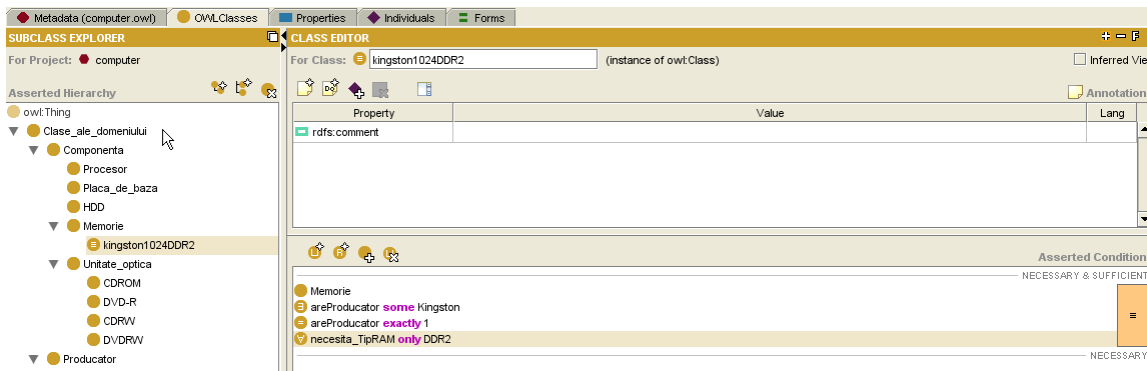 Metadata (computer.owl)
OWLClasses
Properties
Individuals
Forms
SUBCLASS EXPLORER
CLASS EDITOR
For Project: computer
For Class: kingston1024DDR2 (instance of owl:Class)
Inferred Vie
Asserted Hierarchy
Annotation
owl:Thing
Clase_ale_domeniului
Componenta
Procesor
Placa_de_baza
HDD
Memorie
kingston1024DDR2
Unitate_optica
CDROM
DVD-R
CDRW
DVDRW
Producator
Property Value Lang
rdfs:comment
Asserted Condition
NECESSARY & SUFFICIENT
Memorie
areProducator some Kingston
areProducator exactly 1
necesita_TipRAM only DDR2
NECESSARY